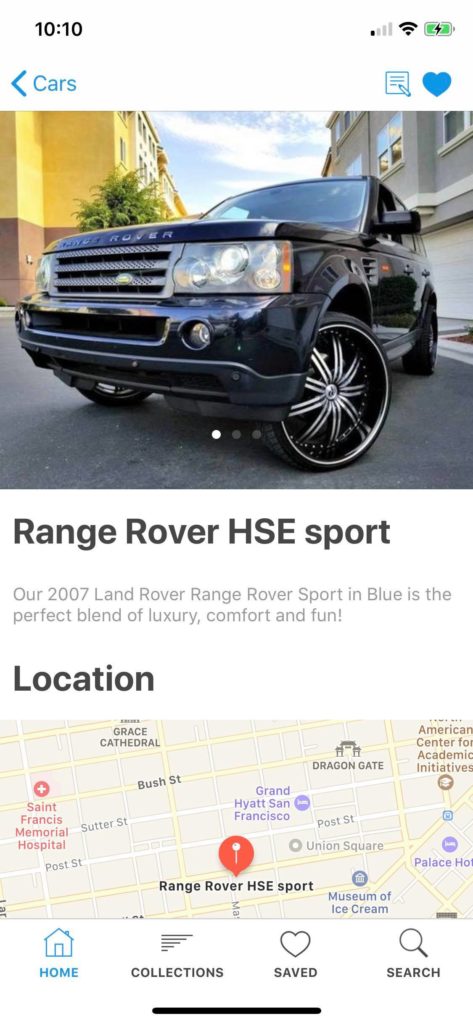 10:10
Cars
RANGE ROVER
Range Rover HSE sport
Our 2007 Land Rover Range Rover Sport in Blue is the
perfect blend of luxury, comfort and fun!
Location
GRACE
CATHEDRAL
North
American
Center for
Academic
Initiatives
DRAGON GATE
Bush St
Saint
Francis
Memorial
Hospital
Sutter St
Grand
Hyatt San
Francisco
Post St
Union Square
Post St
Palace Hot
Range Rover HSE sport
Museum of
Ice Cream
HOME
COLLECTIONS
SAVED
SEARCH